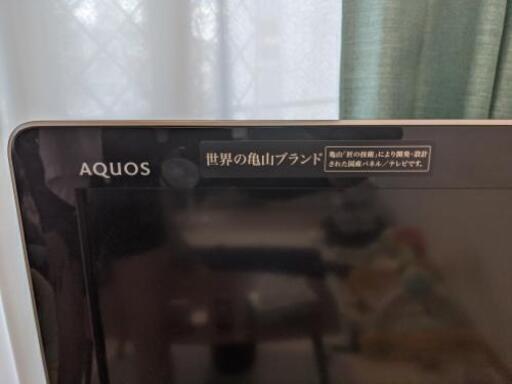 AQUOS
世界の亀山ブランド
亀山「匠の技術」により開発・設計
された国産パネル／テレビです。